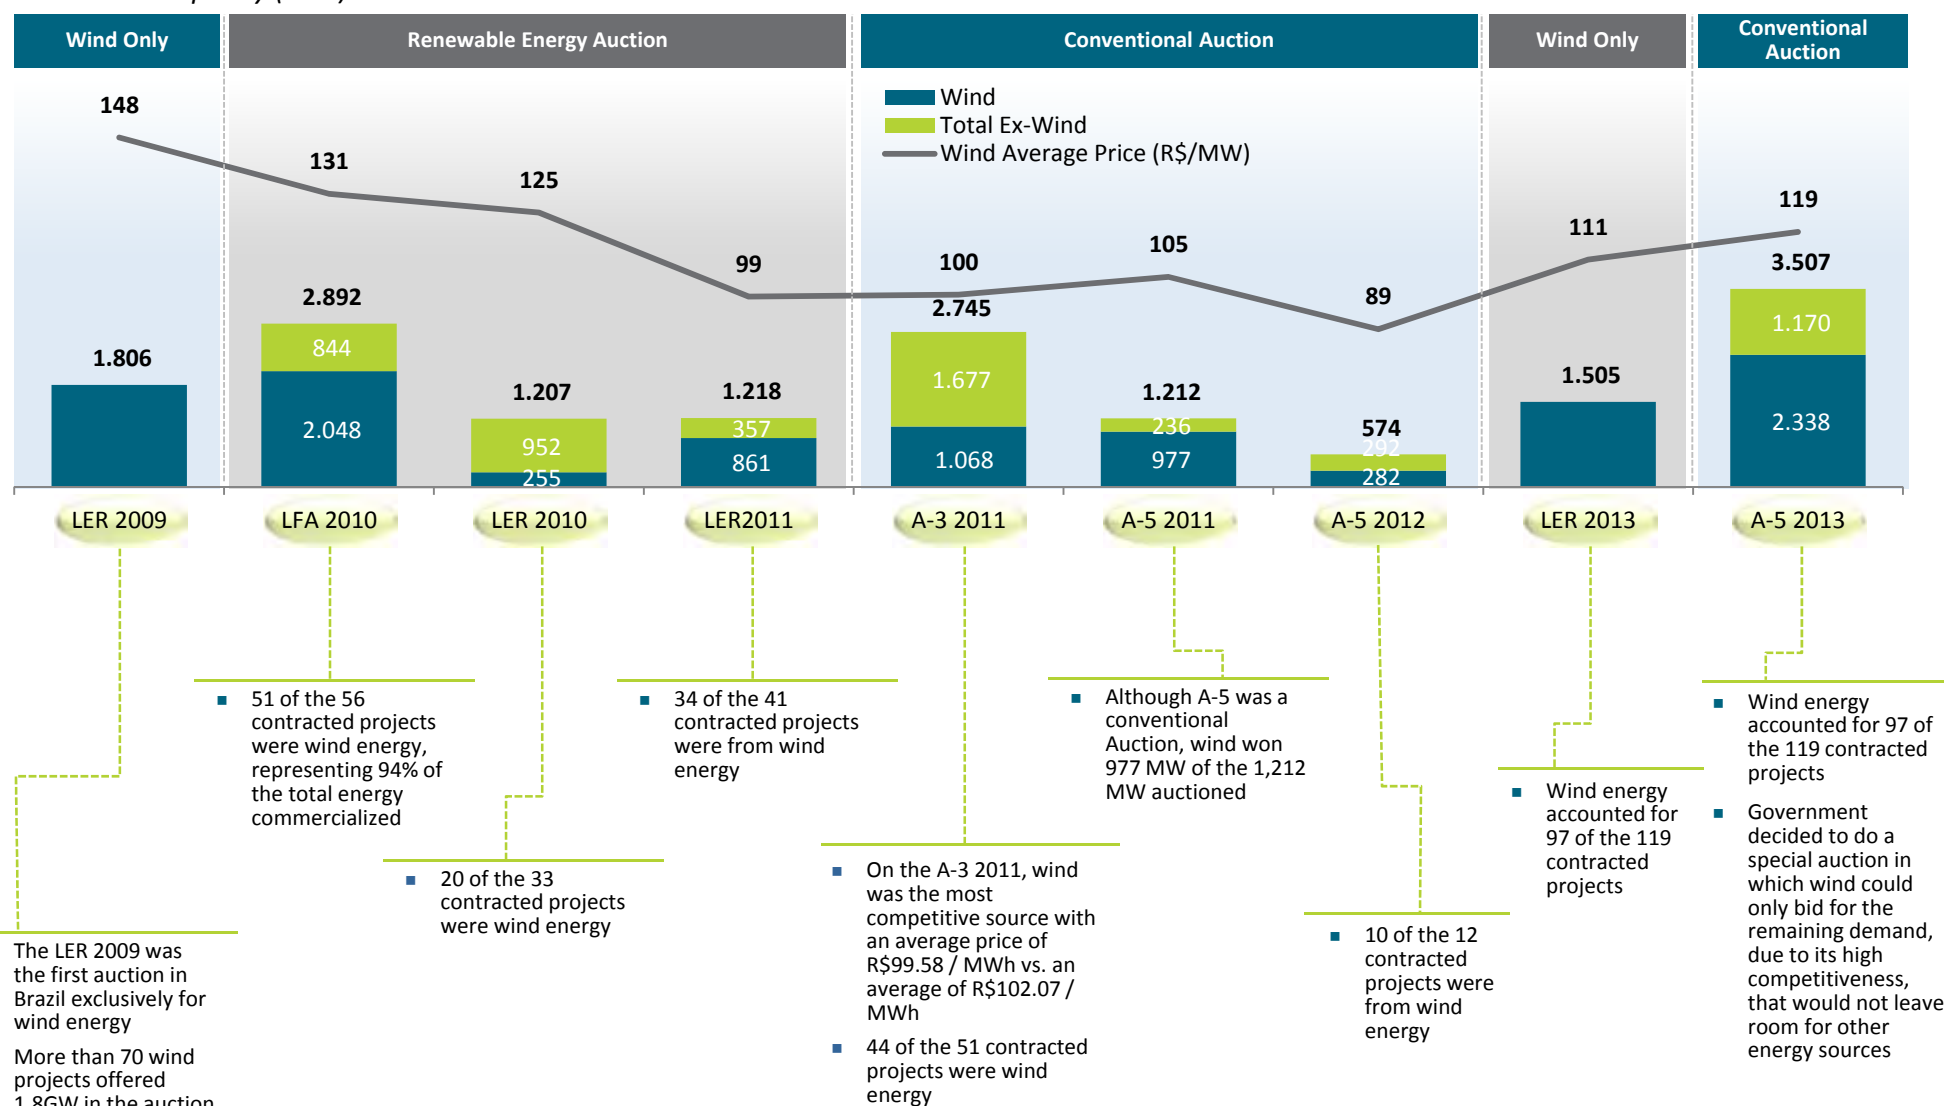 Wind Only
Renewable Energy Auction
Conventional Auction
Wind Only
Conventional
Auction
Wind
Total Ex-Wind
Wind Average Price (R$/MW)
148
131
125
99
100
105
89
111
119
1.806
2.892
844
2.048
1.207
952
255
1.218
357
861
2.745
1.677
1.068
1.212
236
977
574
292
282
1.505
3.507
1.170
2.338
LER 2009
LFA 2010
LER 2010
LER2011
A-3 2011
A-5 2011
A-5 2012
LER 2013
A-5 2013
The LER 2009 was
the first auction in
Brazil exclusively for
wind energy
More than 70 wind
projects offered
1.8GW in the auction
■ 51 of the 56
contracted projects
were wind energy,
representing 94% of
the total energy
commercialized
■ 20 of the 33
contracted projects
were wind energy
■ 34 of the 41
contracted projects
were from wind
energy
■ On the A-3 2011, wind
was the most
competitive source with
an average price of
R$99.58 / MWh vs. an
average of R$102.07 /
MWh
■ 44 of the 51 contracted
projects were wind
energy
■ Although A-5 was a
conventional
Auction, wind won
977 MW of the 1,212
MW auctioned
■ 10 of the 12
contracted
projects were
from wind
energy
■ Wind energy
accounted for
97 of the 119
contracted
projects
■ Wind energy
accounted for 97 of
the 119 contracted
projects
■ Government
decided to do a
special auction in
which wind could
only bid for the
remaining demand,
due to its high
competitiveness,
that would not leave
room for other
energy sources